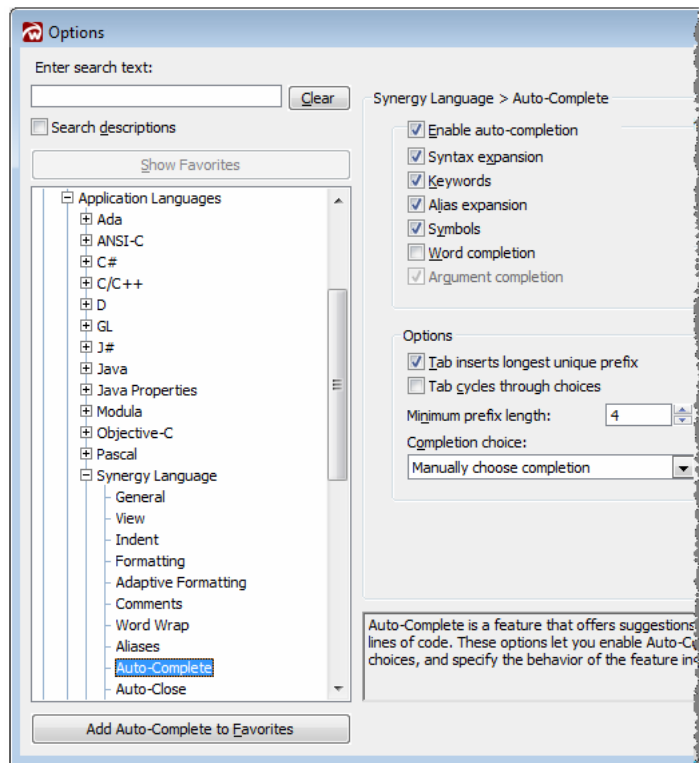 Options
Enter search text:
Clear
Search descriptions
Show Favorites
Application Languages
Ada
ANSI-C
C#
C/C++
D
GL
J#
Java
Java Properties
Modula
Objective-C
Pascal
Synergy Language
General
View
Indent
Formatting
Adaptive Formatting
Comments
Word Wrap
Aliases
Auto-Complete
Auto-Close
Add Auto-Complete to Favorites
Synergy Language > Auto-Complete
Enable auto-completion
Syntax expansion
Keywords
Alias expansion
Symbols
Word completion
Argument completion
Options
Tab inserts longest unique prefix
Tab cycles through choices
Minimum prefix length: 4
Completion choice:
Manually choose completion
Auto-Complete is a feature that offers suggestions
lines of code. These options let you enable
choices, and specify the behavior of the feature